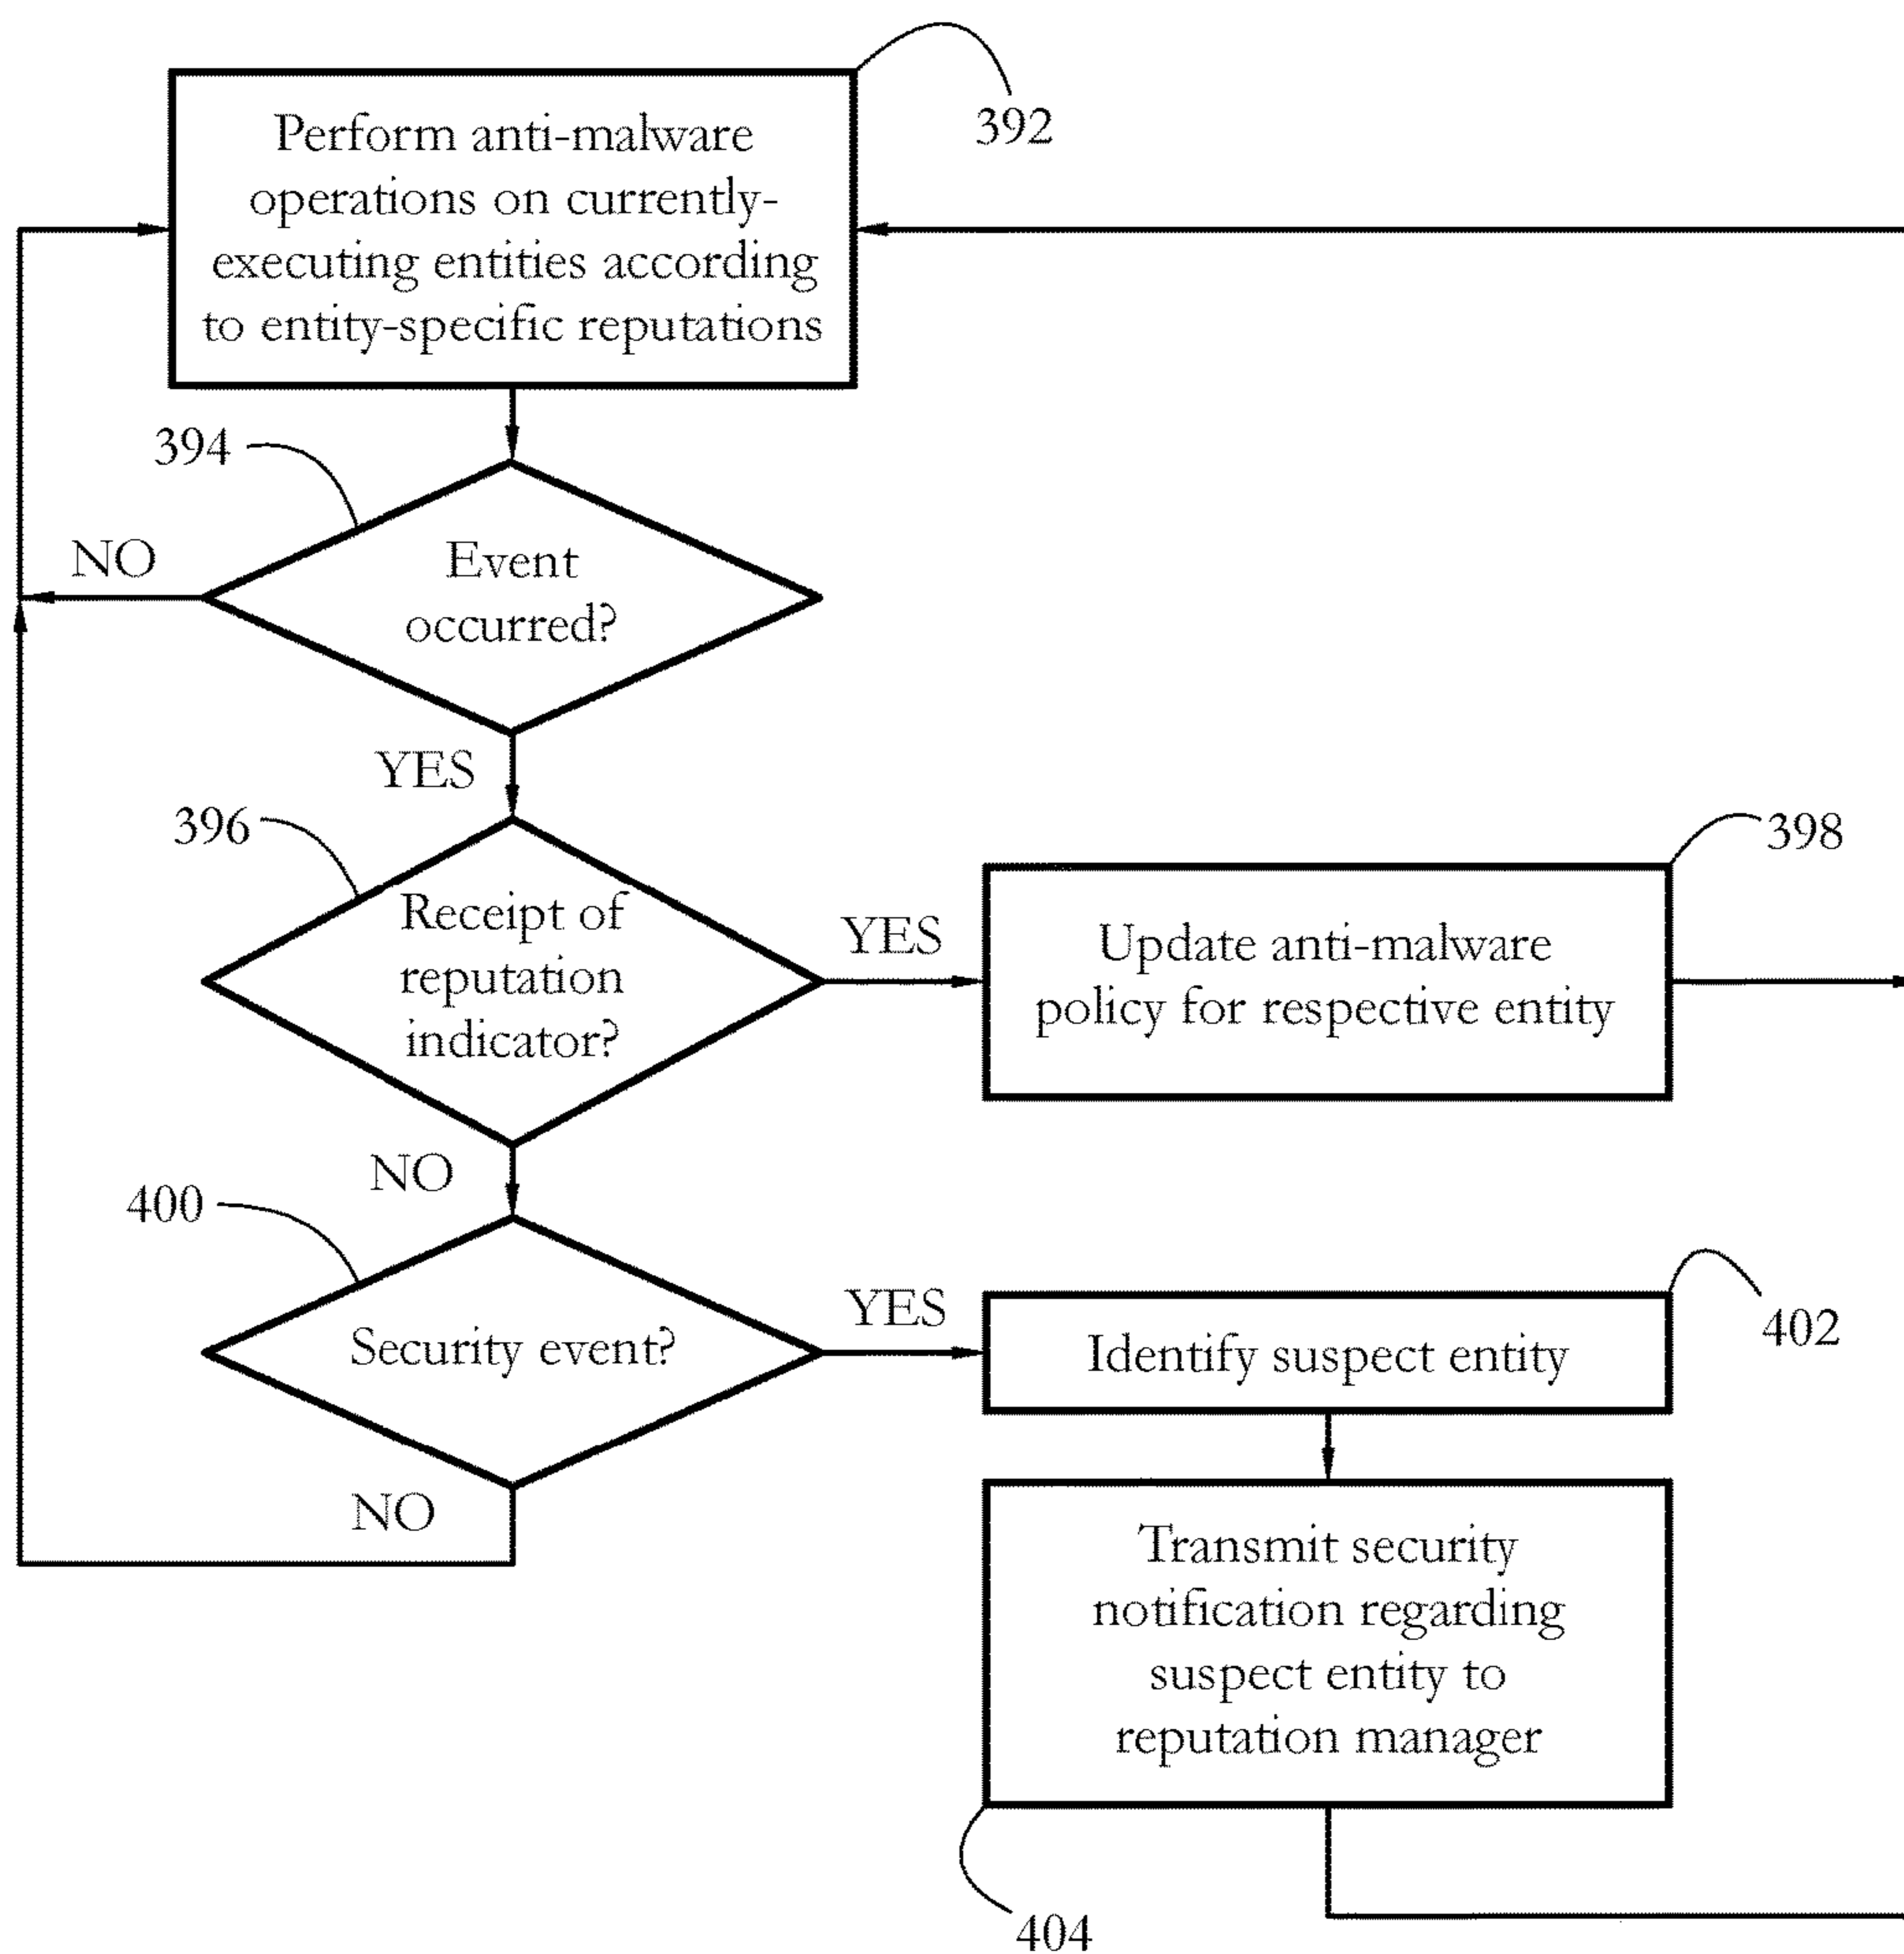 392
Perform anti-malware
operations on currently-
executing entities according
to entity-specific reputations
394
NO
Event
occurred?
YES
396
Receipt of
reputation
indicator?
YES
398
Update anti-malware
policy for respective entity
NO
400
Security event?
YES
402
Identify suspect entity
NO
Transmit security
notification regarding
suspect entity to
reputation manager
404